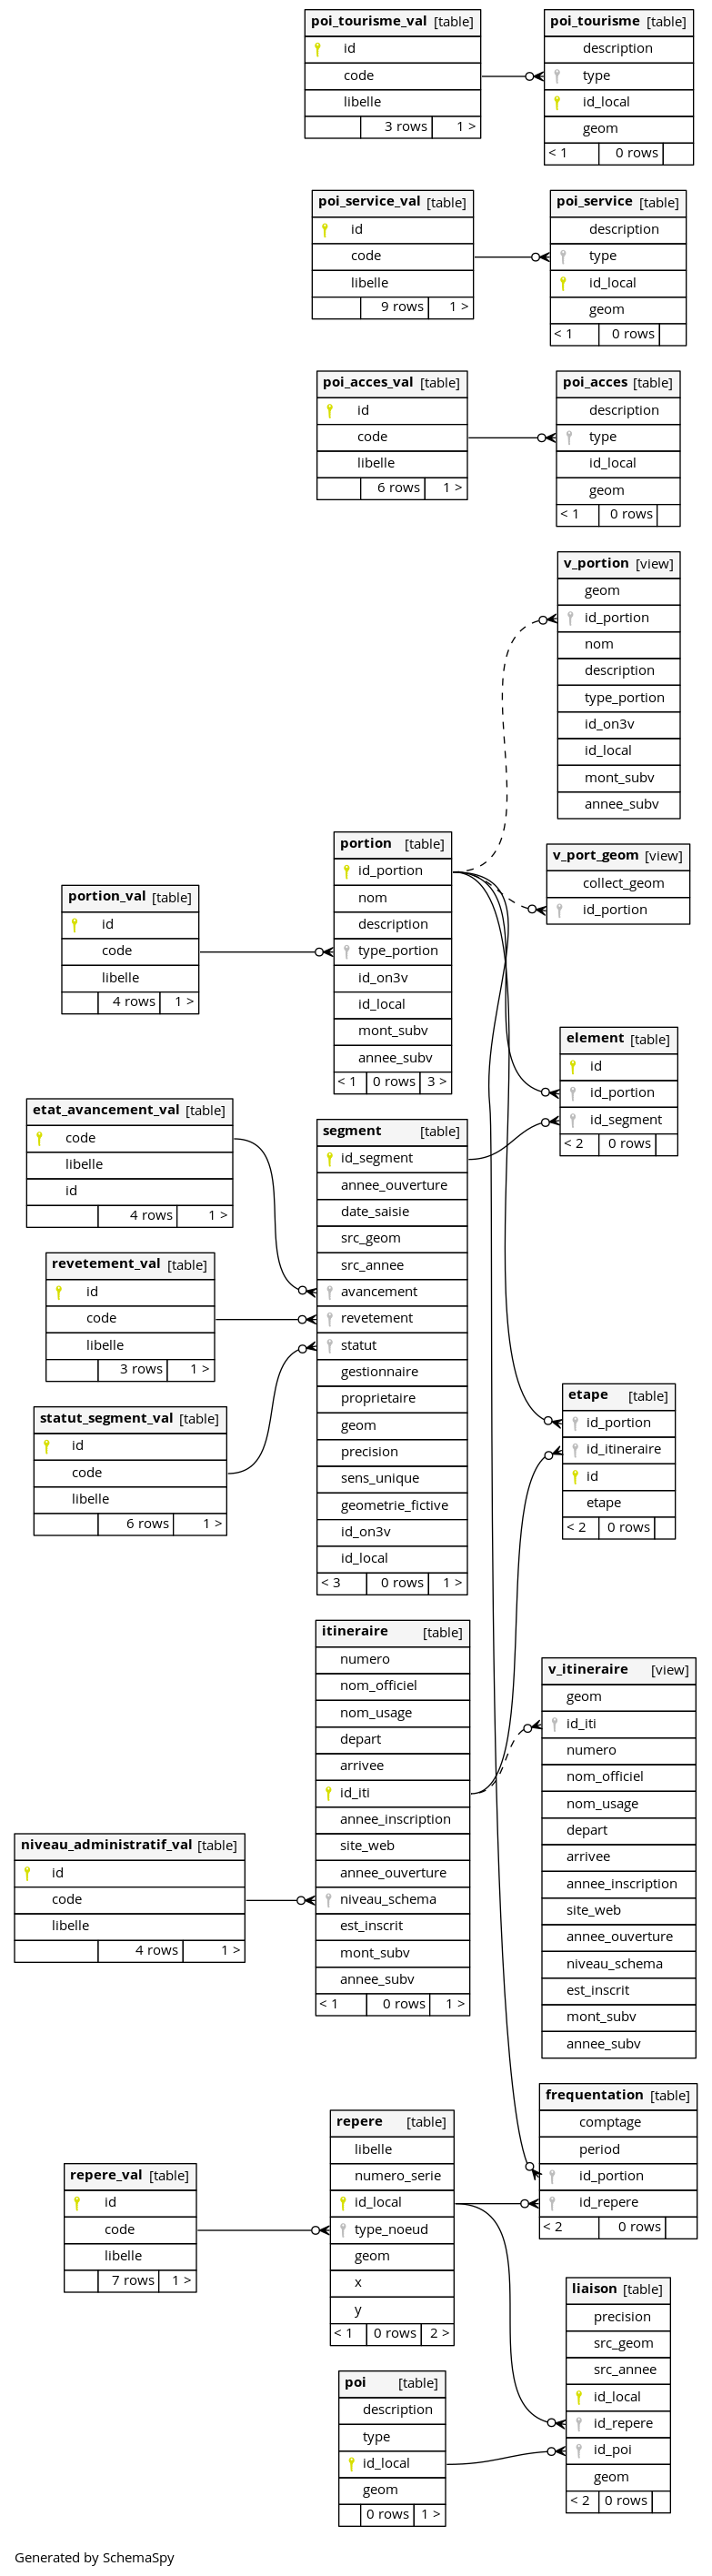 poi_tourisme_val [table]
id
code
libelle
3 rows 1 >
poi_tourisme [table]
description
type
id_local
geom
< 1 0 rows
poi_service_val [table]
id
code
libelle
9 rows 1 >
poi_service [table]
description
type
id_local
geom
< 1 0 rows
poi_acces_val [table]
id
code
libelle
6 rows 1 >
poi_acces [table]
description
type
id_local
geom
< 1 0 rows
v_portion [view]
geom
id_portion
nom
description
type_portion
id_on3v
id_local
mont_subv
annee_subv
portion [table]
id_portion
nom
description
type_portion
id_on3v
id_local
mont_subv
annee_subv
< 1 0 rows 3 >
v_port_geom [view]
collect_geom
id_portion
portion_val [table]
id
code
libelle
4 rows 1 >
element [table]
id
id_portion
id_segment
< 2 0 rows
etat_avancement_val [table]
code
libelle
id
4 rows 1 >
segment [table]
id_segment
annee_ouverture
date_saisie
src_geom
src_annee
avancement
revetement
statut
gestionnaire
proprietaire
geom
precision
sens_unique
geometrie_fictive
id_on3v
id_local
< 3 0 rows 1 >
revetement_val [table]
id
code
libelle
3 rows 1 >
statut_segment_val [table]
id
code
libelle
6 rows 1 >
etape [table]
id_portion
id_itineraire
id
etape
< 2 0 rows
itineraire [table]
numero
nom_officiel
nom_usage
depart
arrivee
id_iti
annee_inscription
site_web
annee_ouverture
niveau_schema
est_inscrit
mont_subv
annee_subv
< 1 0 rows 1 >
v_itineraire [view]
geom
id_iti
numero
nom_officiel
nom_usage
depart
arrivee
annee_inscription
site_web
annee_ouverture
niveau_schema
est_inscrit
mont_subv
annee_subv
niveau_administratif_val [table]
id
code
libelle
4 rows 1 >
frequentation [table]
comptage
period
id_portion
id_repere
< 2 0 rows
repere [table]
libelle
numero_serie
id_local
type_noeud
geom
x
y
< 1 0 rows 2 >
repere_val [table]
id
code
libelle
7 rows 1 >
liaison [table]
precision
src_geom
src_annee
id_local
id_repere
id_poi
geom
< 2 0 rows
poi [table]
description
type
id_local
geom
0 rows 1 >
Generated by SchemaSpy